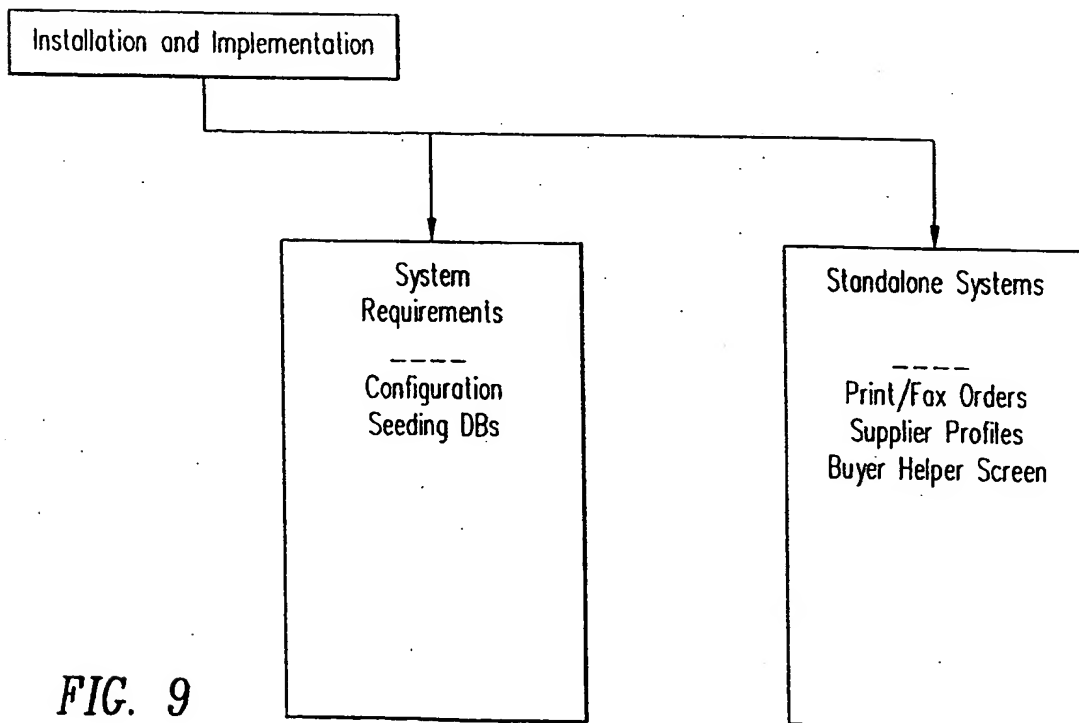 Installation and Implementation
System
Requirements
----
Configuration
Seeding DBs
Standalone Systems
----
Print/Fax Orders
Supplier Profiles
Buyer Helper Screen
FIG. 9